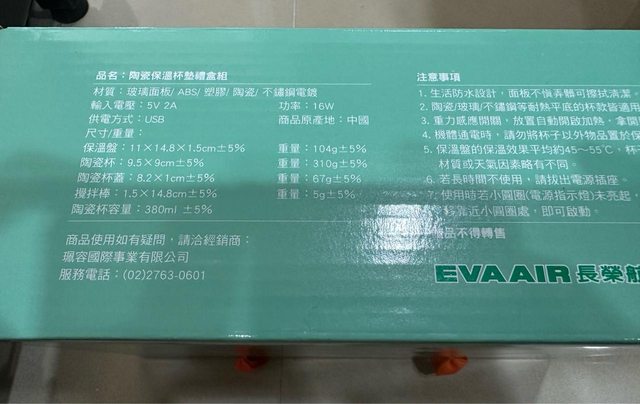 品名：陶瓷保溫杯墊禮盒組
材質：玻璃面板/ ABS/ 塑膠/ 陶瓷/ 不鏽鋼電鍍
輸入電壓：5V 2A
功率：16W
供電方式：USB
商品原產地：中國
尺寸/重量：
保溫盤：11×14.8×1.5cm±5%
重量：104g±5%
陶瓷杯：9.5×9cm±5%
重量：310g±5%
陶瓷杯蓋：8.2×1cm±5%
重量：67g±5%
攪拌棒：1.5×14.8cm±5%
重量：5g±5%
陶瓷杯容量：380ml ±5%
商品使用如有疑問，請洽經銷商：
珮容國際事業有限公司
服務電話：(02)2763-0601
注意事項
1. 生活防水設計，面板不慎弄髒可擦拭清潔。
2. 陶瓷/玻璃/不鏽鋼等耐熱平底的杯款皆適用
3. 重力感應開關，放置自動開啟加熱，拿開
4. 機體通電時，請勿將杯子以外物品置於保
5. 保溫盤的保溫效果平均約45～55℃，杯子
材質或天氣因素略有不同。
6. 若長時間不使用，請拔出電源插座。
7. 使用時若小圓圈(電源指示燈)未亮起
移靠近小圓圈處，即可啟動。
品不得轉售
EVA AIR 長榮航